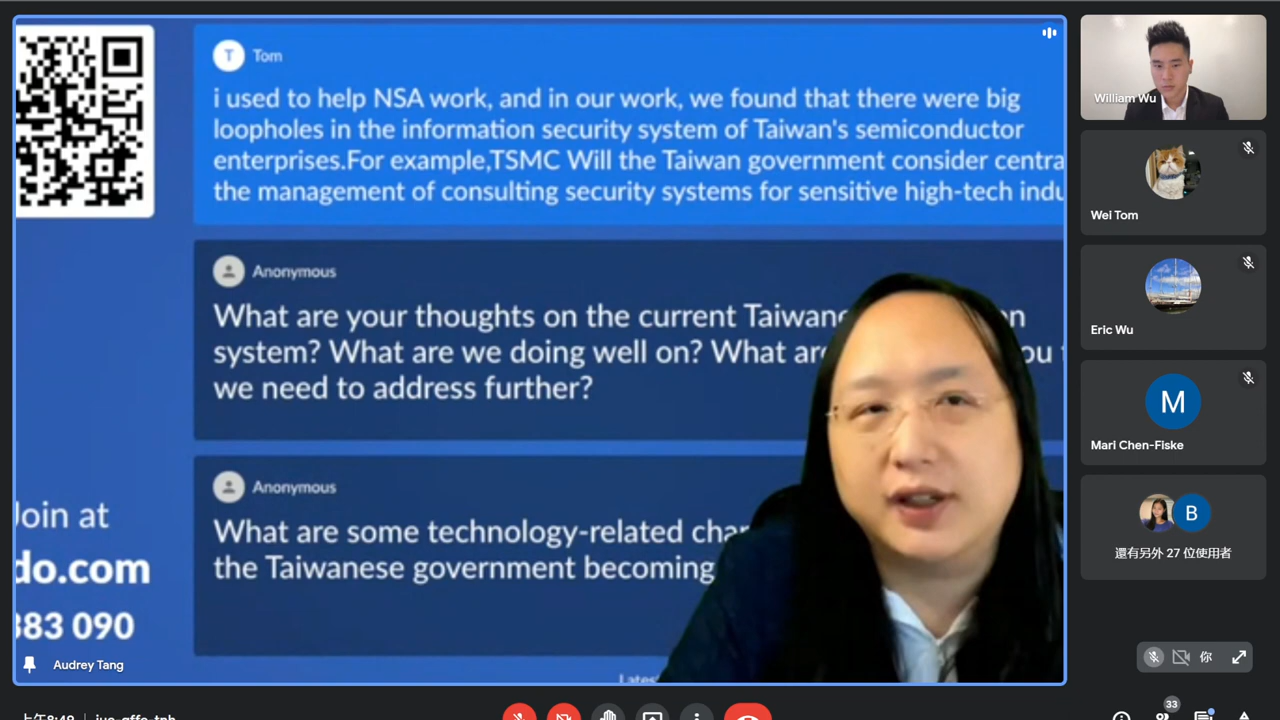 T Tom
i used to help NSA work, and in our work, we found that there were big
loopholes in the information security system of Taiwan's semiconductor
enterprises.For example,TSMC Will the Taiwan government consider centra
the management of consulting security systems for sensitive high-tech indu
Anonymous
What are your thoughts on the current
system? What are we doing well on? What
we need to address further?
Anonymous
What are some technology-related
the Taiwanese government becoming
Join at
do.com
383 090
Audrey Tang
William Wu
Wei Tom
Eric Wu
M
Mari Chen-Fiske
B
還有另外 27 位使用者
你
33
上午8:49